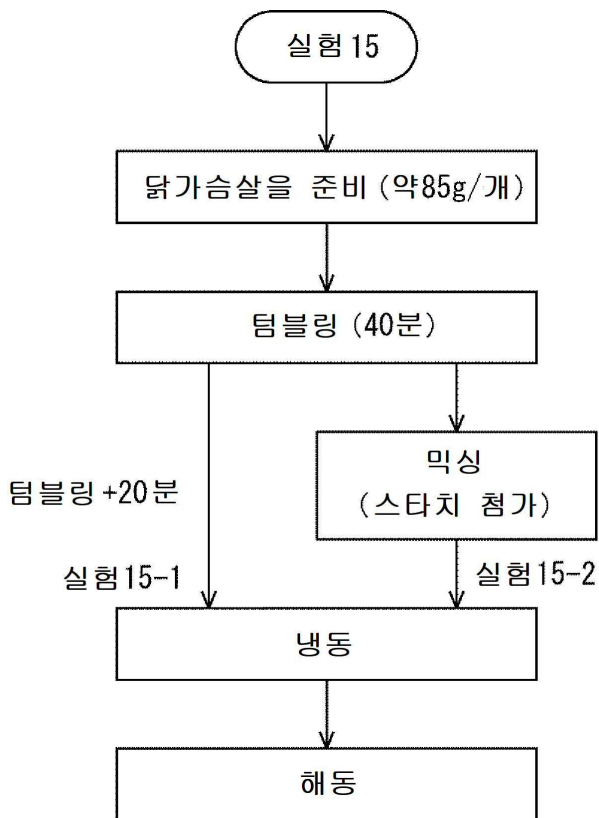 실험 15
닭가슴살을 준비 (약85g/개)
텀블링 (40분)
믹싱
(스타치 첨가)
텀블링 +20분
실험15-1
실험15-2
냉동
해동